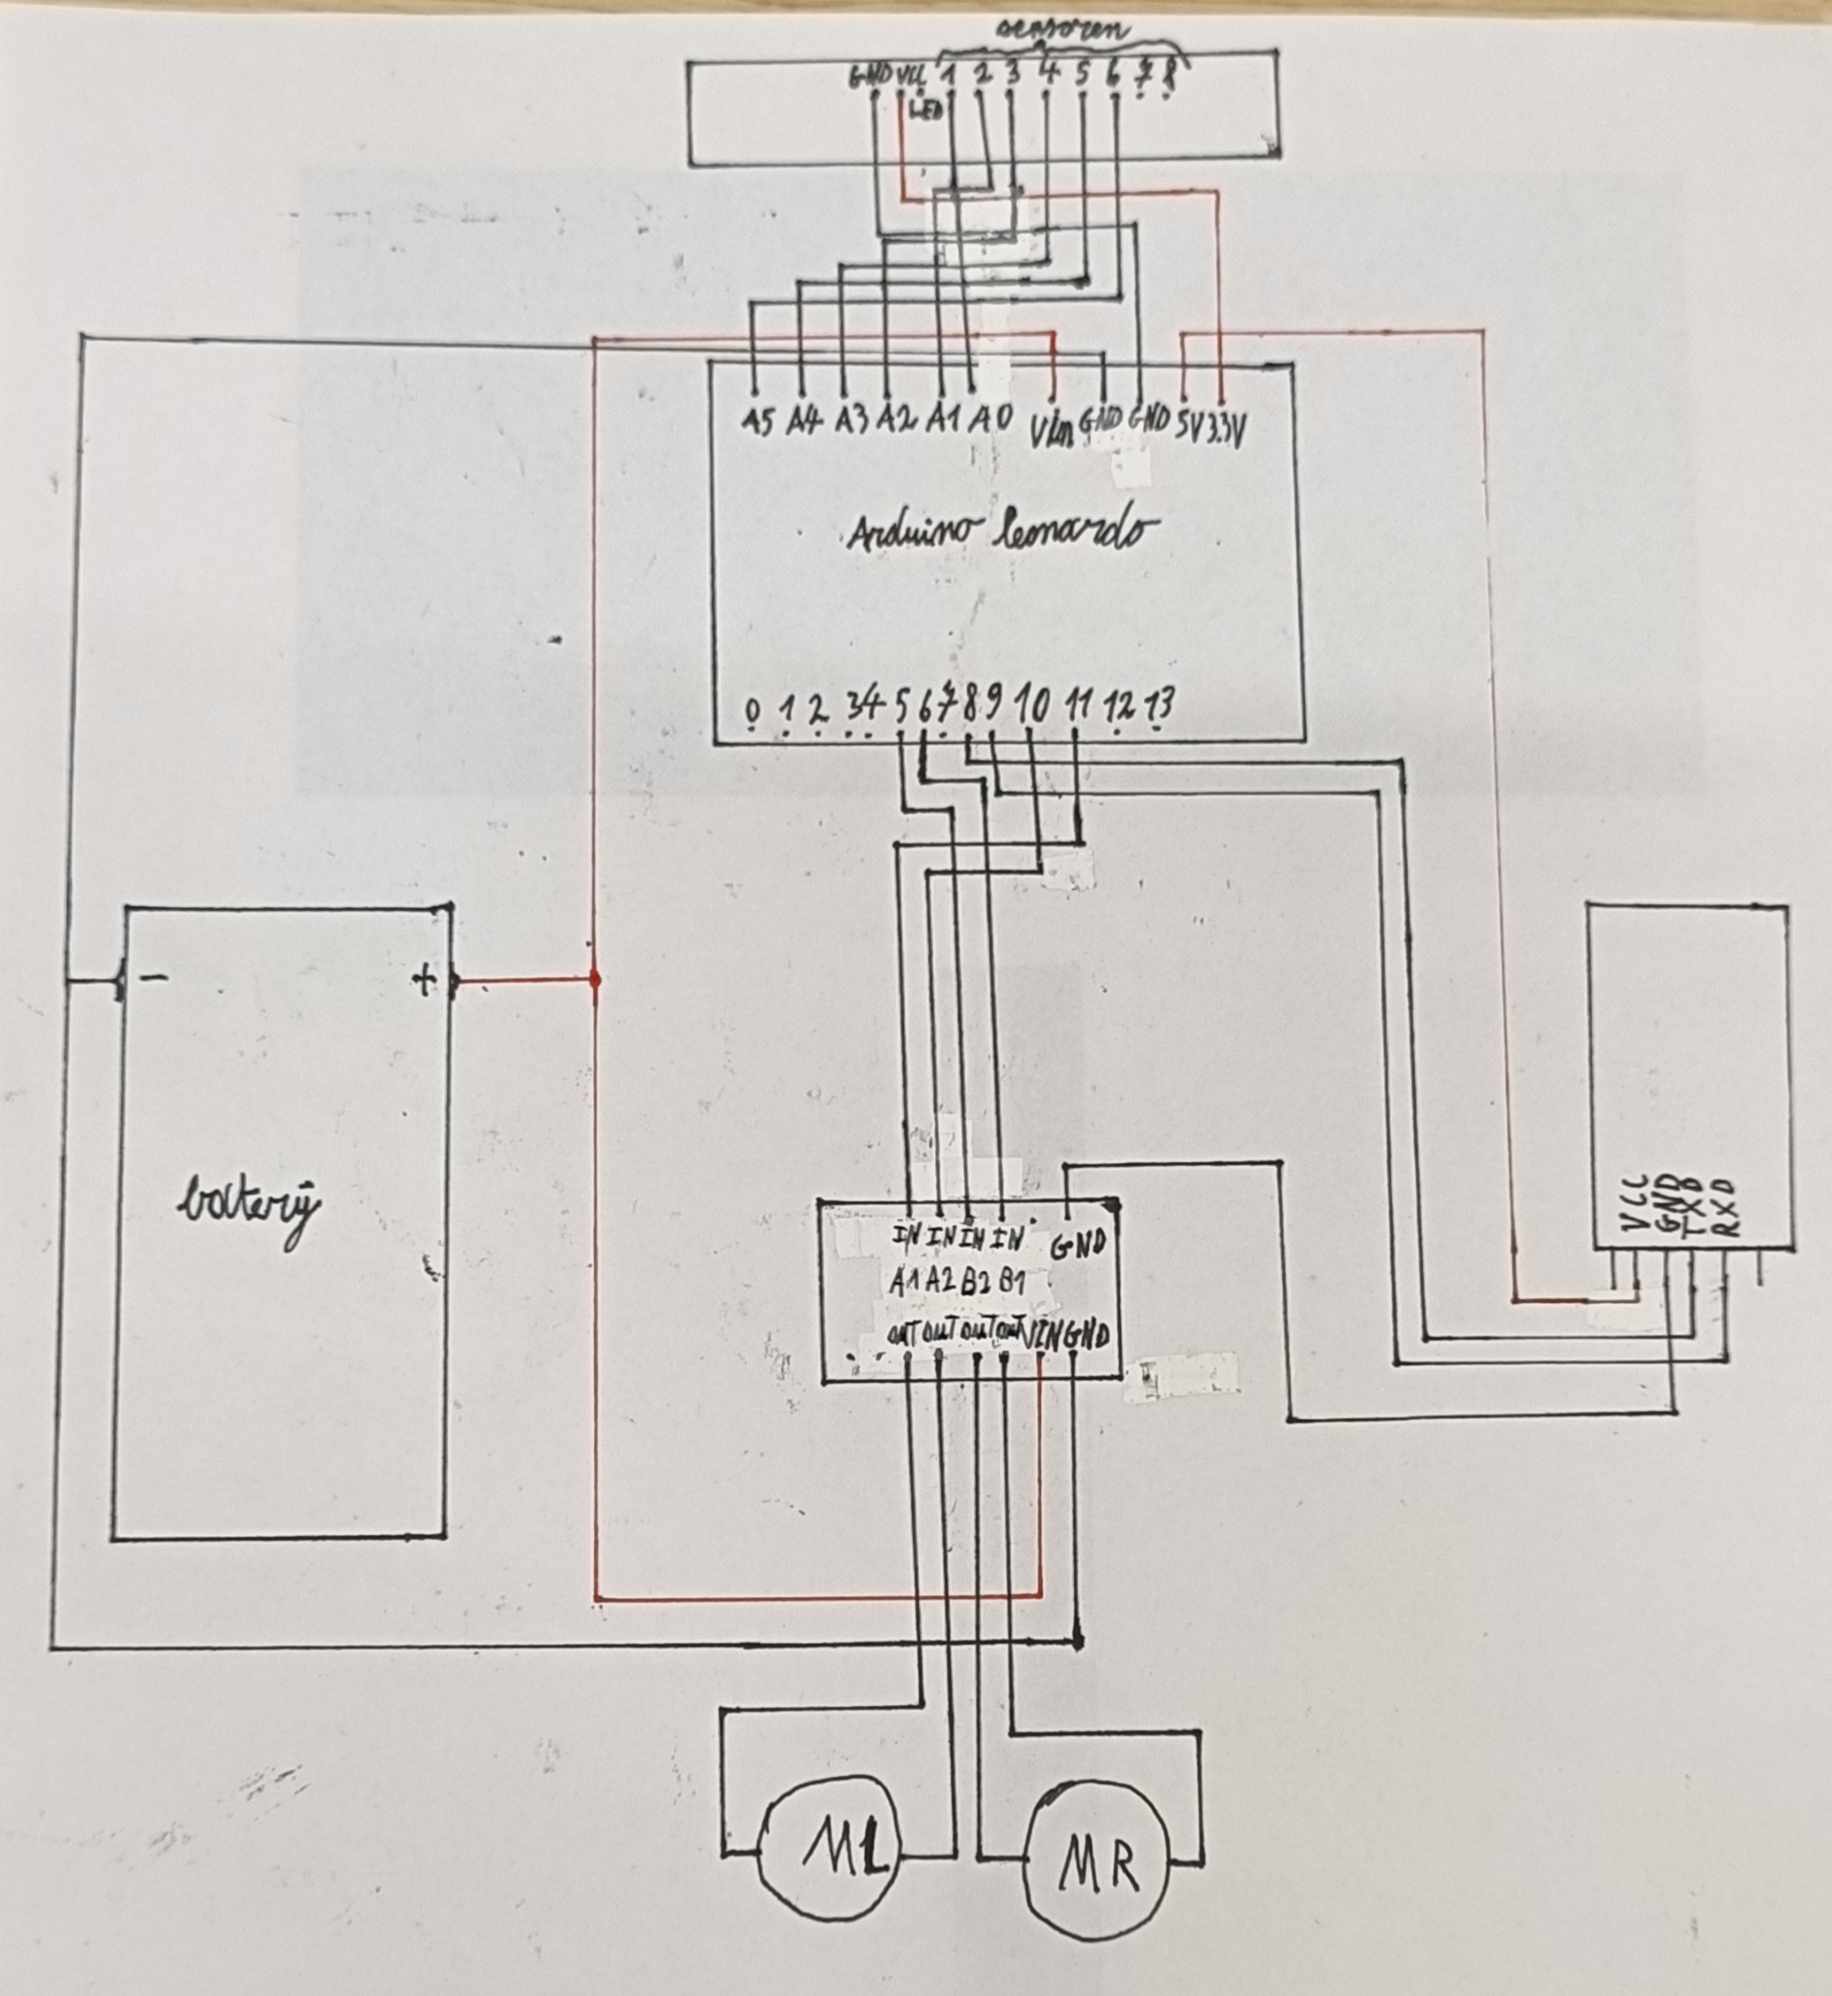 sensoren
GND VCC 1 2 3 4 5 6 7 8
LED
A5 A4 A3 A2 A1 A0 Vin GND GND 5V 3.3V
Arduino leonardo
0 1 2 3 4 5 6 7 8 9 10 11 12 13
- +
battery
VCC
GND
TXD
RXD
IN IN IN IN GND
A1 A2 B2 B1
OUT OUT OUT OUT VIN GND
ML MR